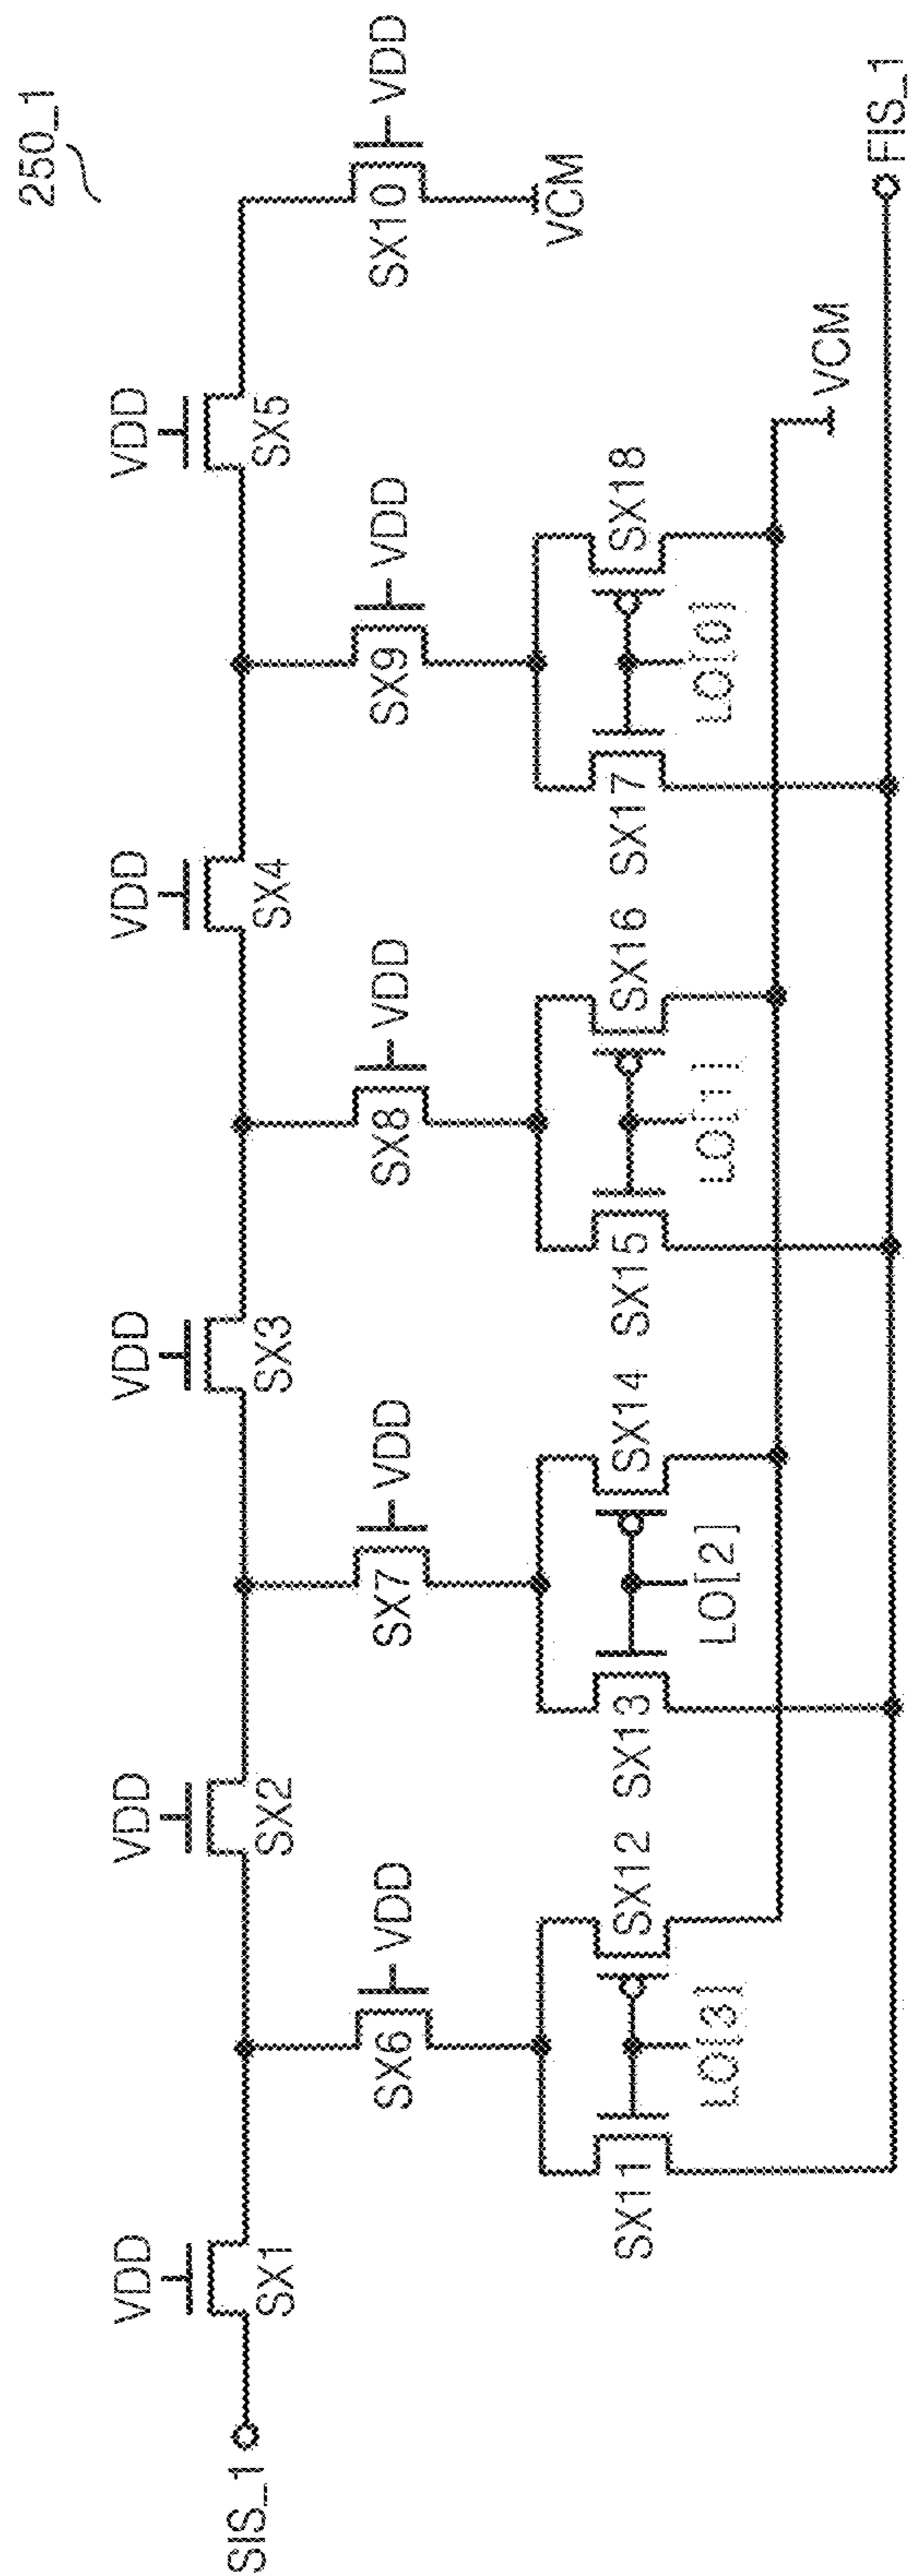 250_1
VDD
VDD
VDD
VDD
VDD
SIS_1
SX1
SX2
SX3
SX4
SX5
SX6
VDD
SX7
VDD
SX8
VDD
SX9
VDD
SX10
VDD
VCM
SX11
SX12
SX13
SX14
SX15
SX16
SX17
SX18
LO[3]
LO[2]
LO[1]
LO[0]
VCM
FIS_1